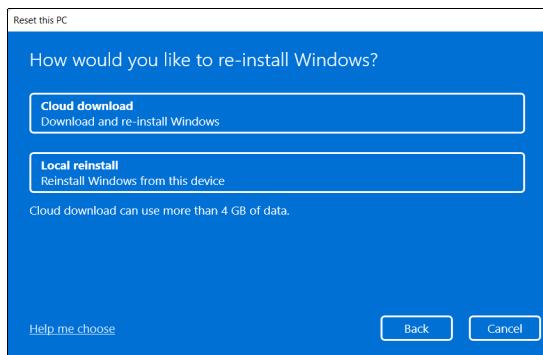 Reset this PC
How would you like to re-install Windows?
Cloud download
Download and re-install Windows
Local reinstall
Reinstall Windows from this device
Cloud download can use more than 4 GB of data.
Help me choose
Back
Cancel